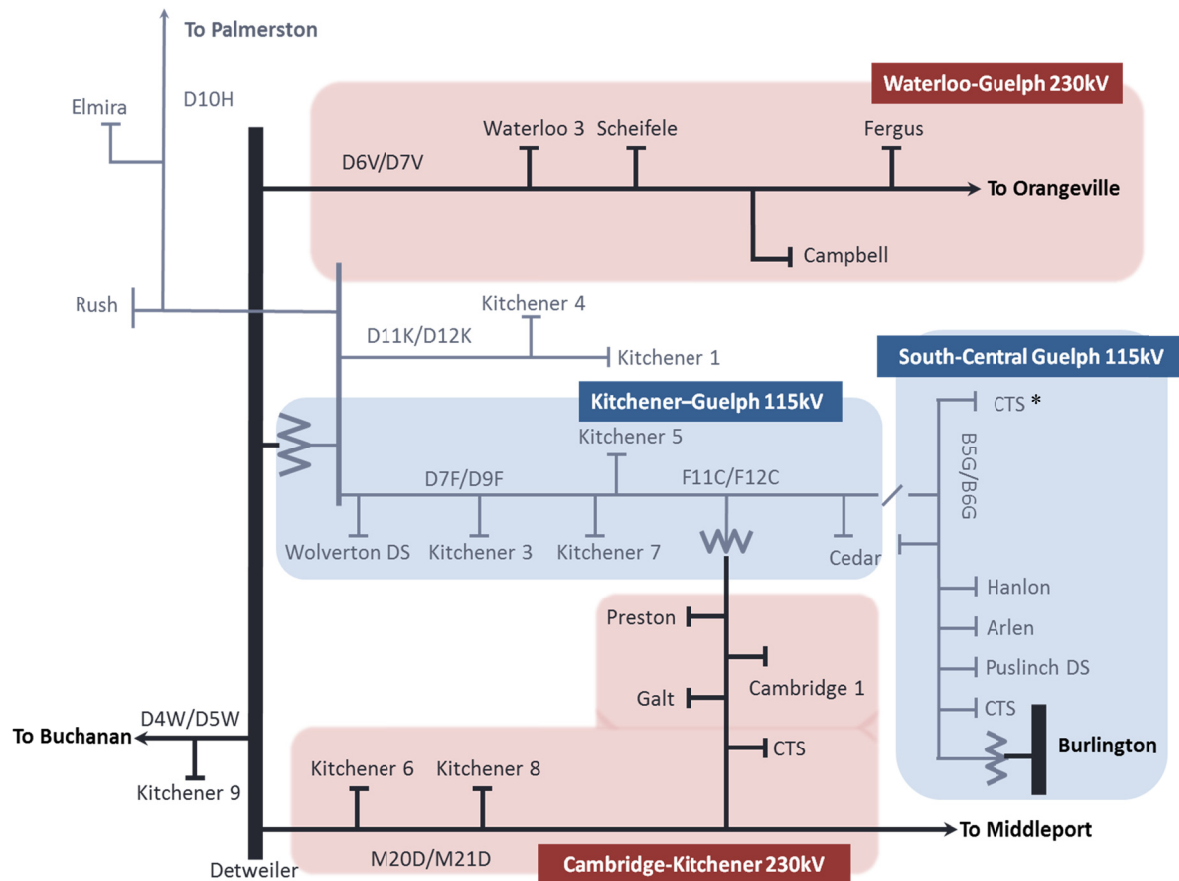 To Palmerston
Waterloo-Guelph 230kV
Elmira
D10H
Waterloo 3
Scheifele
Fergus
D6V/D7V
To Orangeville
Campbell
Rush
Kitchener 4
D11K/D12K
Kitchener 1
South-Central Guelph 115kV
Kitchener–Guelph 115kV
CTS *
Kitchener 5
B5G/B6G
D7F/D9F
F11C/F12C
Wolverton DS
Kitchener 3
Kitchener 7
Cedar
Hanlon
Preston
Arlen
Puslinch DS
Cambridge 1
Galt
CTS
D4W/D5W
To Buchanan
CTS
Burlington
Kitchener 6
Kitchener 8
Kitchener 9
To Middleport
M20D/M21D
Cambridge-Kitchener 230kV
Detweiler